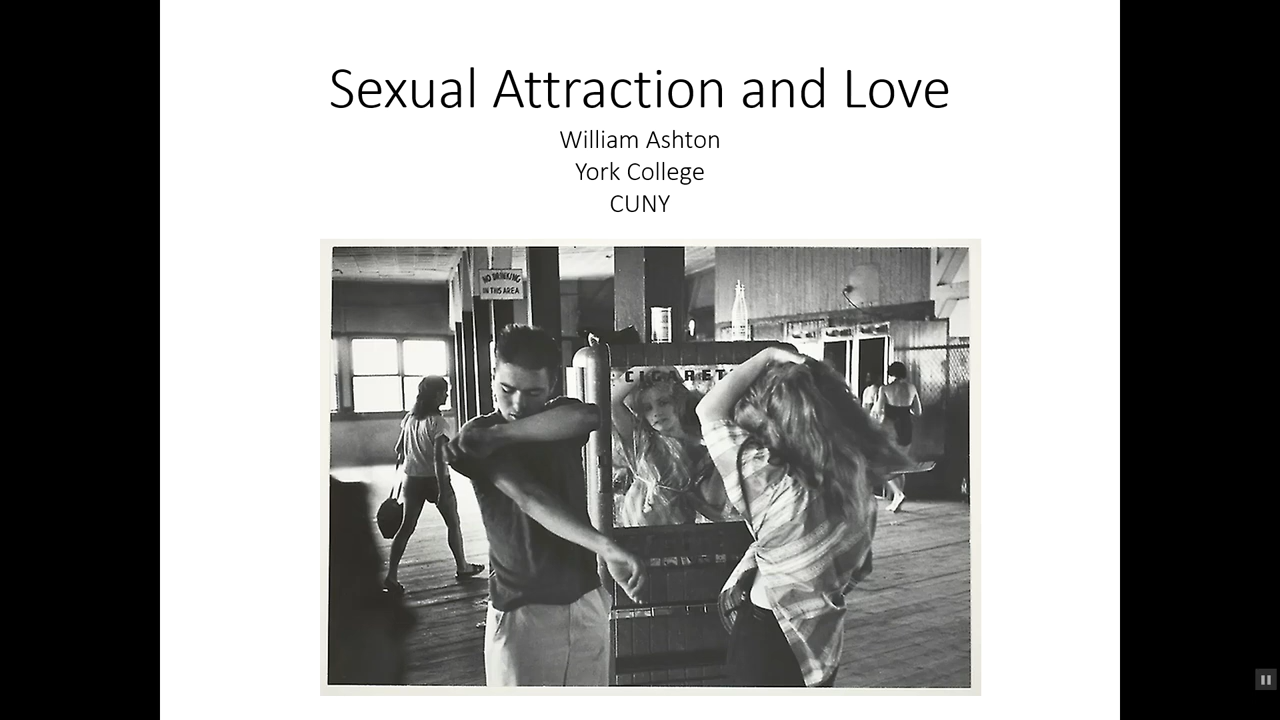 Sexual Attraction and Love
William Ashton
York College
CUNY
NO DRINKING
IN THIS AREA